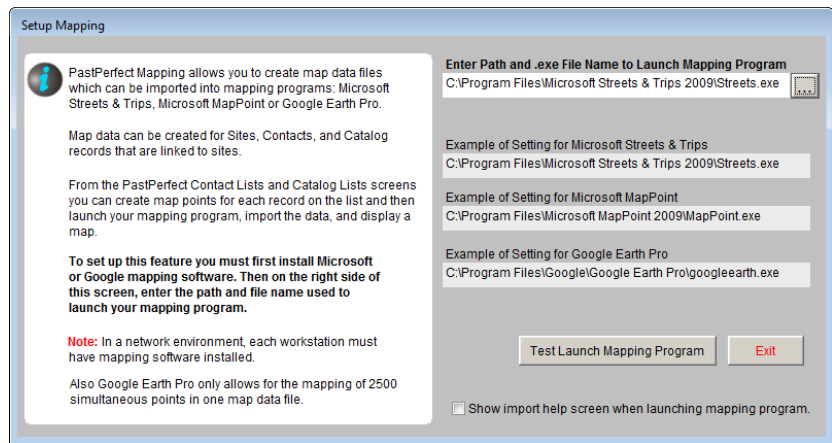 Setup Mapping
PastPerfect Mapping allows you to create map data files
which can be imported into mapping programs: Microsoft
Streets & Trips, Microsoft MapPoint or Google Earth Pro.
Map data can be created for Sites, Contacts, and Catalog
records that are linked to sites.
From the PastPerfect Contact Lists and Catalog Lists screens
you can create map points for each record on the list and then
launch your mapping program, import the data, and display a
map.
To set up this feature you must first install Microsoft
or Google mapping software. Then on the right side of
this screen, enter the path and file name used to
launch your mapping program.
Note: In a network environment, each workstation must
have mapping software installed.
Also Google Earth Pro only allows for the mapping of 2500
simultaneous points in one map data file.
Enter Path and .exe File Name to Launch Mapping Program
C:\Program Files\Microsoft Streets & Trips 2009\Streets.exe
...
Example of Setting for Microsoft Streets & Trips
C:\Program Files\Microsoft Streets & Trips 2009\Streets.exe
Example of Setting for Microsoft MapPoint
C:\Program Files\Microsoft MapPoint 2009\MapPoint.exe
Example of Setting for Google Earth Pro
C:\Program Files\Google\Google Earth Pro\googleearth.exe
Test Launch Mapping Program
Exit
Show import help screen when launching mapping program.